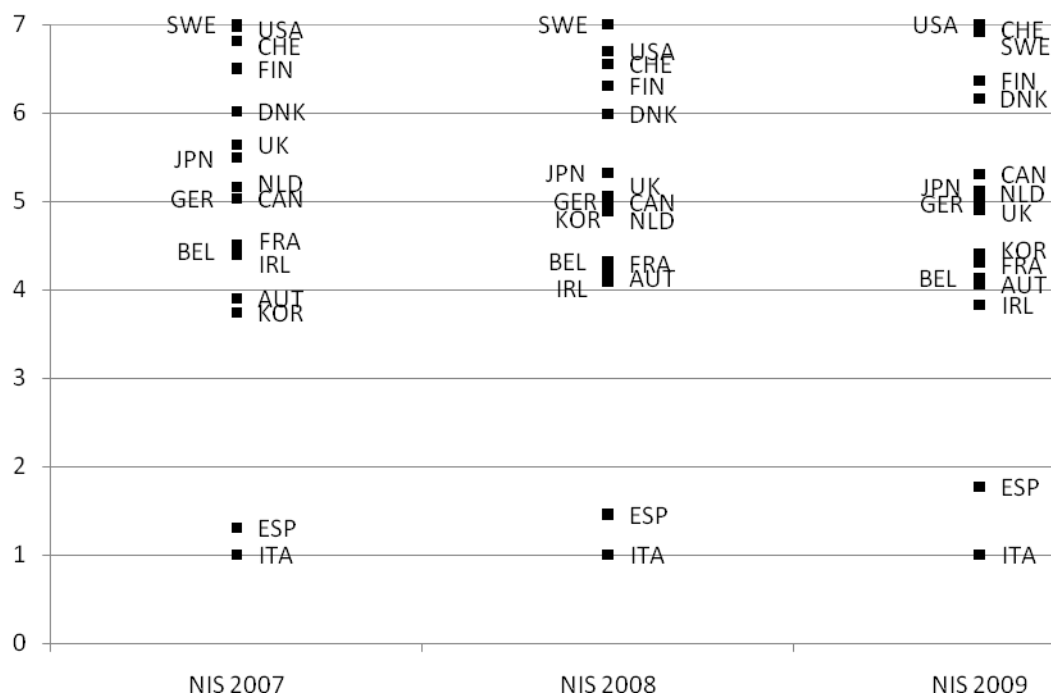 7
6
5
4
3
2
1
0
SWE
USA
CHE
FIN
DNK
UK
JPN
NLD
GER
CAN
FRA
BEL
IRL
AUT
KOR
ESP
ITA
SWE
USA
CHE
FIN
DNK
JPN
UK
GER
CAN
KOR
NLD
BEL
FRA
AUT
IRL
ESP
ITA
USA
CHE
SWE
FIN
DNK
CAN
JPN
NLD
GER
UK
KOR
FRA
BEL
AUT
IRL
ESP
ITA
NIS 2007
NIS 2008
NIS 2009